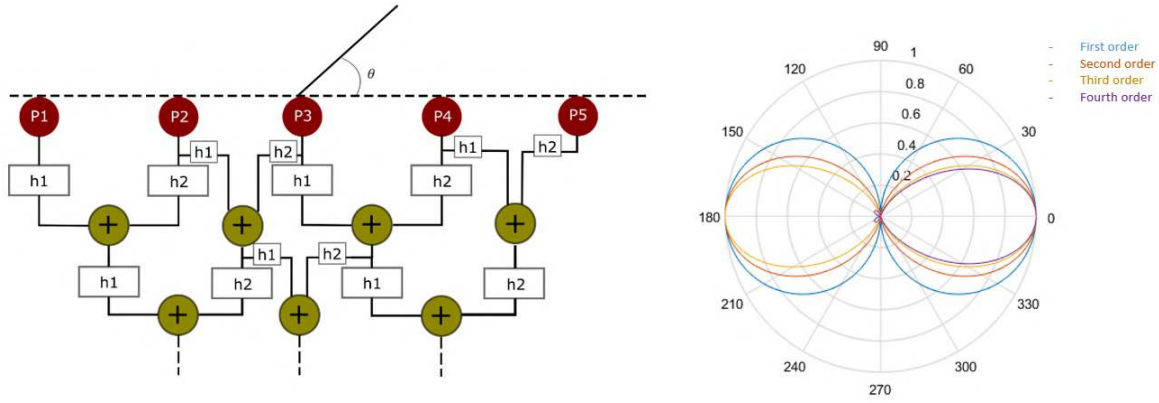 P1 P2 P3 P4 P5
θ
h1 h2
h1 h2 h1 h2
h1 h2
+ + + +
h1 h2
h1 h2 h1 h2
+ + +
90 1
120 60
0.8
0.6
150 30
0.4
0.2
180 0
210 330
240 300
270
- First order
- Second order
- Third order
- Fourth order